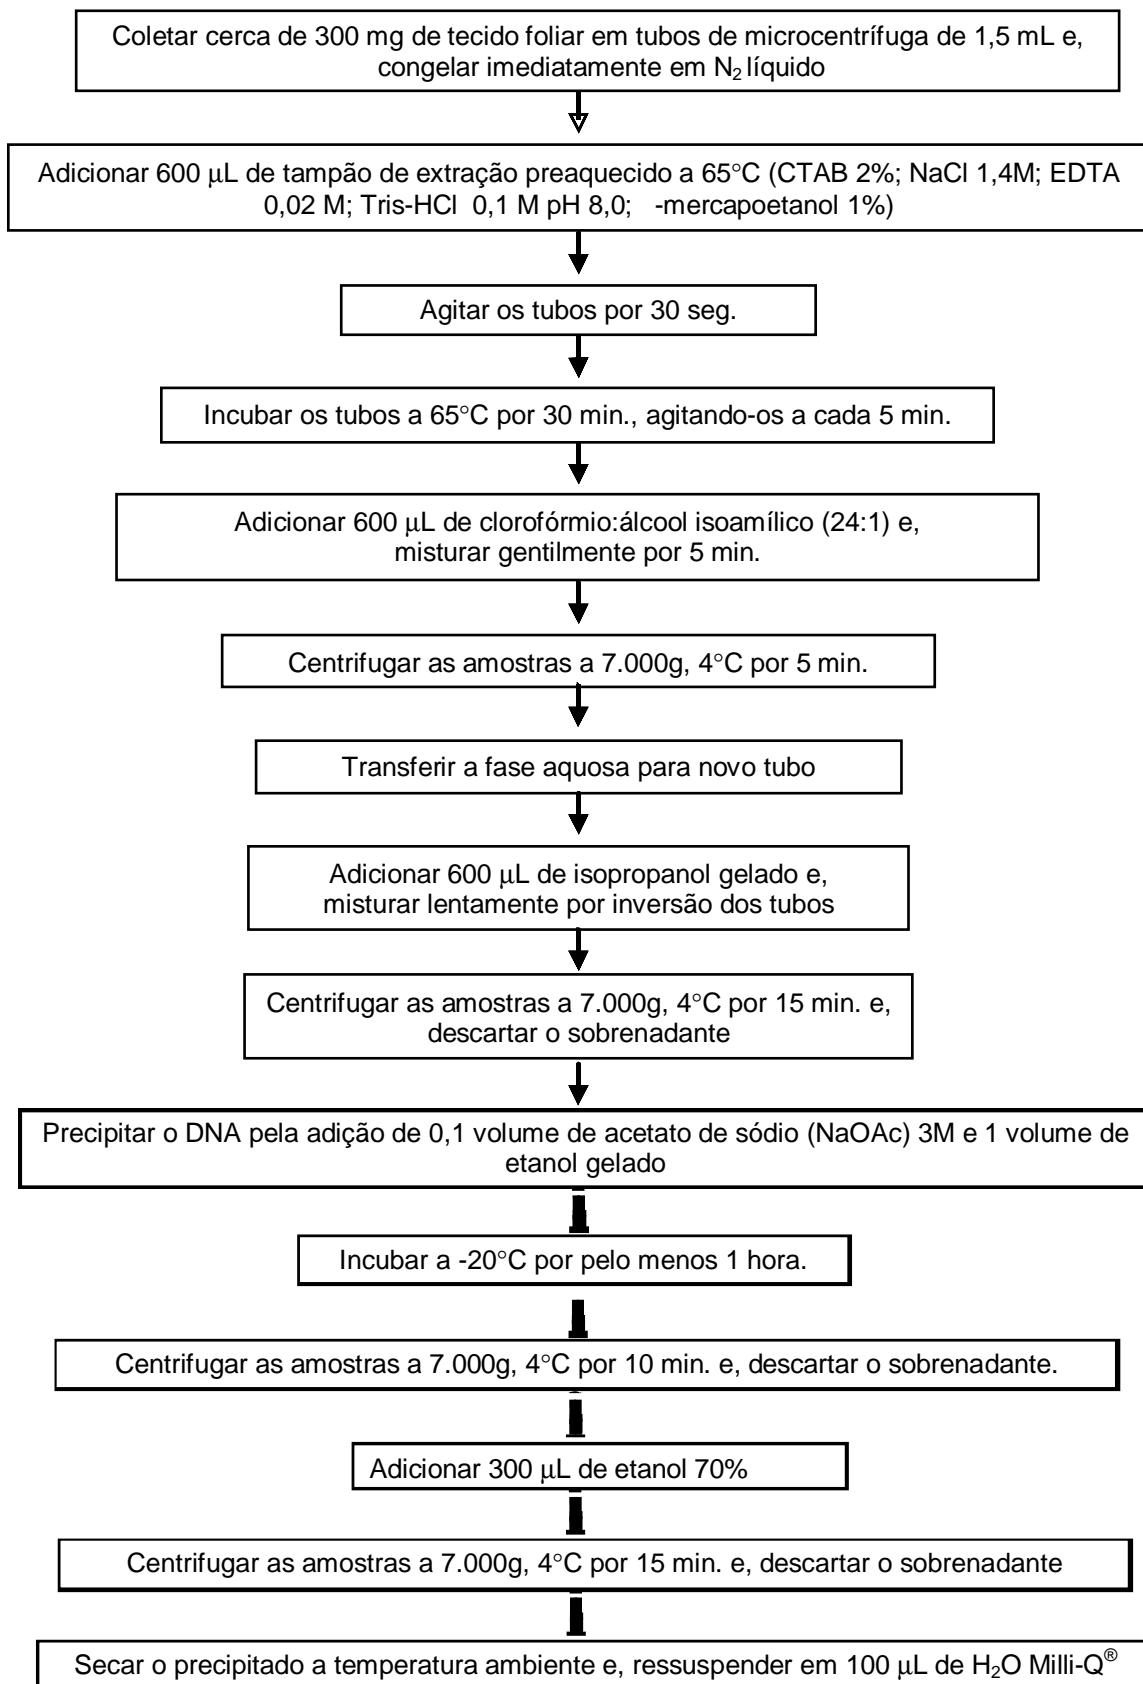 Coletar cerca de 300 mg de tecido foliar em tubos de microcentrífuga de 1,5 mL e,
congelar imediatamente em N₂ líquido
Adicionar 600 μL de tampão de extração preaquecido a 65°C (CTAB 2%; NaCl 1,4M; EDTA
0,02 M; Tris-HCl 0,1 M pH 8,0; -mercapoetanol 1%)
Agitar os tubos por 30 seg.
Incubar os tubos a 65°C por 30 min., agitando-os a cada 5 min.
Adicionar 600 μL de clorofórmio:álcool isoamílico (24:1) e,
misturar gentilmente por 5 min.
Centrifugar as amostras a 7.000g, 4°C por 5 min.
Transferir a fase aquosa para novo tubo
Adicionar 600 μL de isopropanol gelado e,
misturar lentamente por inversão dos tubos
Centrifugar as amostras a 7.000g, 4°C por 15 min. e,
descartar o sobrenadante
Precipitar o DNA pela adição de 0,1 volume de acetato de sódio (NaOAc) 3M e 1 volume de
etanol gelado
Incubar a -20°C por pelo menos 1 hora.
Centrifugar as amostras a 7.000g, 4°C por 10 min. e, descartar o sobrenadante.
Adicionar 300 μL de etanol 70%
Centrifugar as amostras a 7.000g, 4°C por 15 min. e, descartar o sobrenadante
Secar o precipitado a temperatura ambiente e, ressuspender em 100 μL de H₂O Milli-Q®